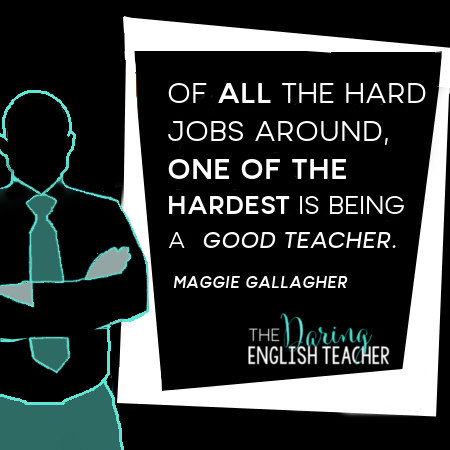 OF ALL THE HARD
JOBS AROUND,
ONE OF THE
HARDEST IS BEING
A GOOD TEACHER.
MAGGIE GALLAGHER
THE Daring
ENGLISH TEACHER